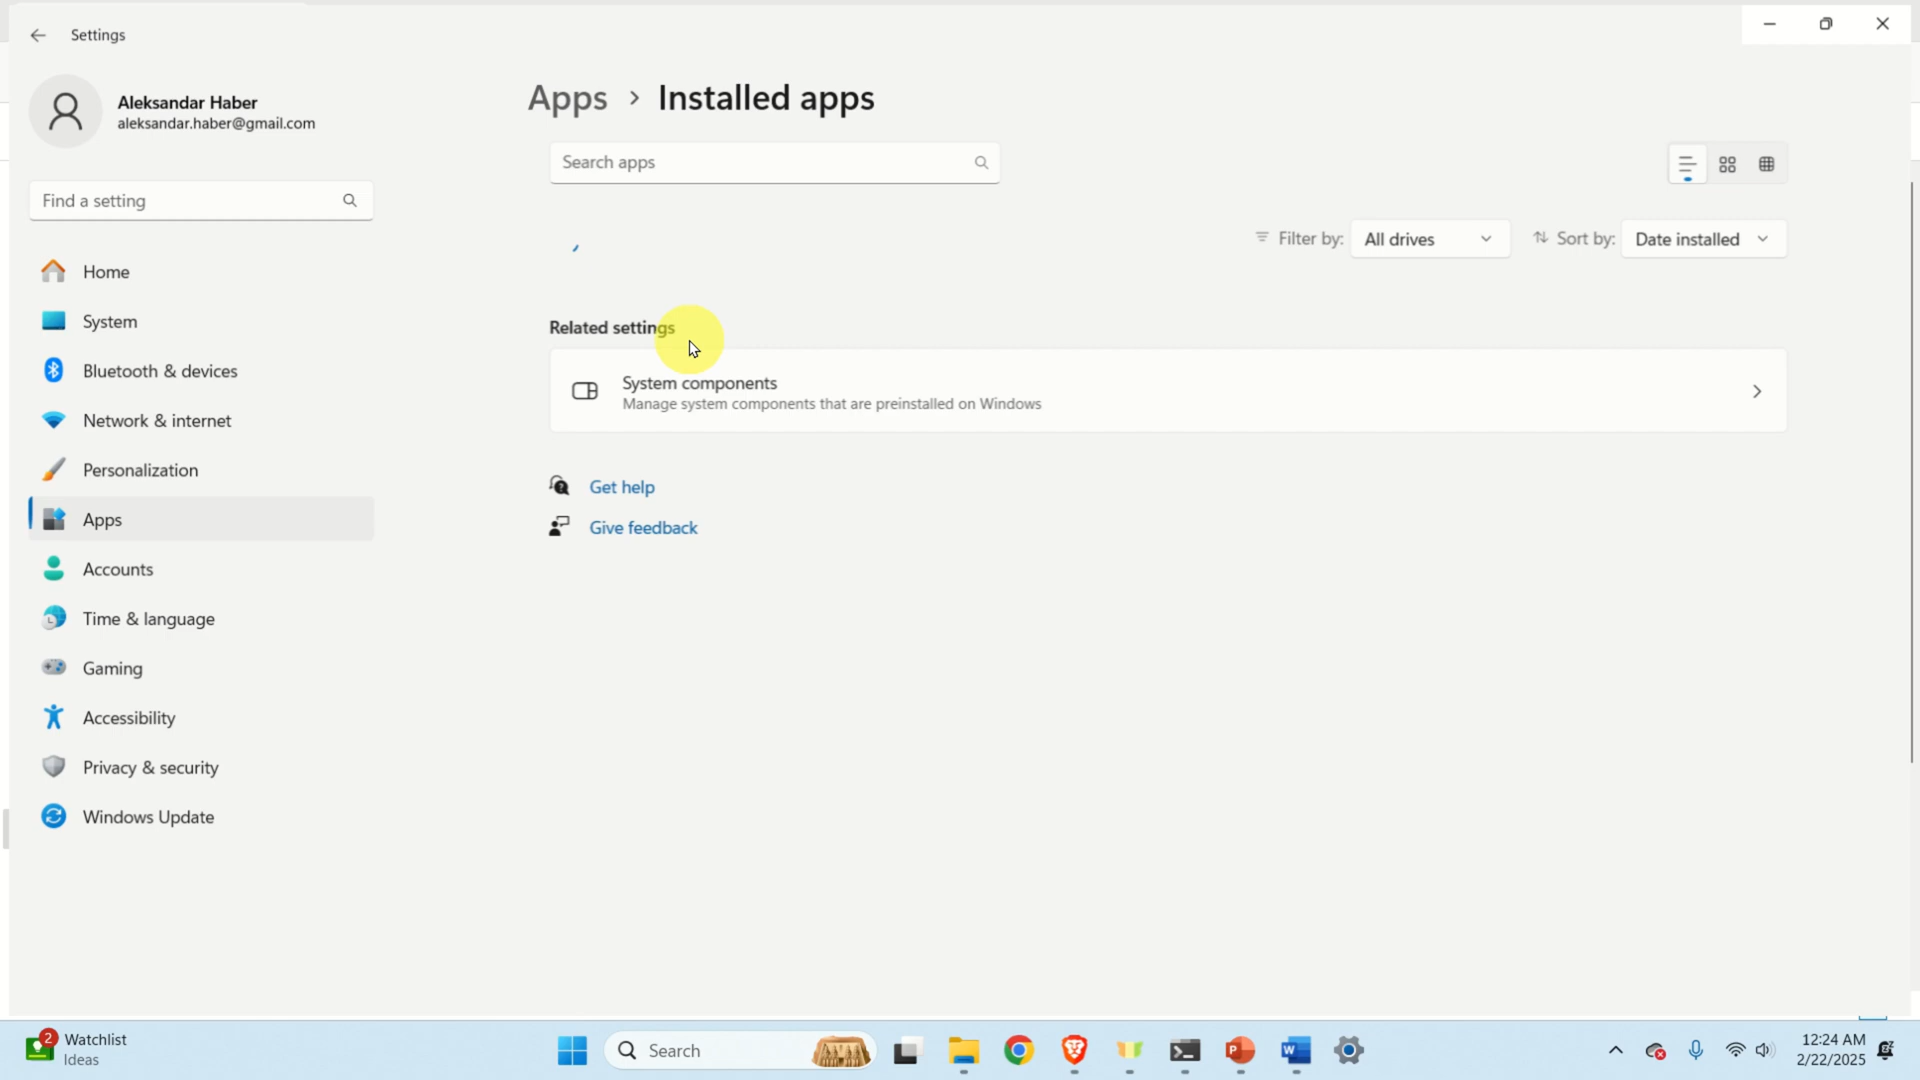 Settings
Aleksandar Haber
aleksandar.haber@gmail.com
Find a setting
Home
System
Bluetooth & devices
Network & internet
Personalization
Apps
Accounts
Time & language
Gaming
Accessibility
Privacy & security
Windows Update
Apps > Installed apps
Search apps
Filter by: All drives
Sort by: Date installed
Related settings
System components
Manage system components that are preinstalled on Windows
Get help
Give feedback
2
Watchlist
Ideas
Search
12:24 AM
2/22/2025